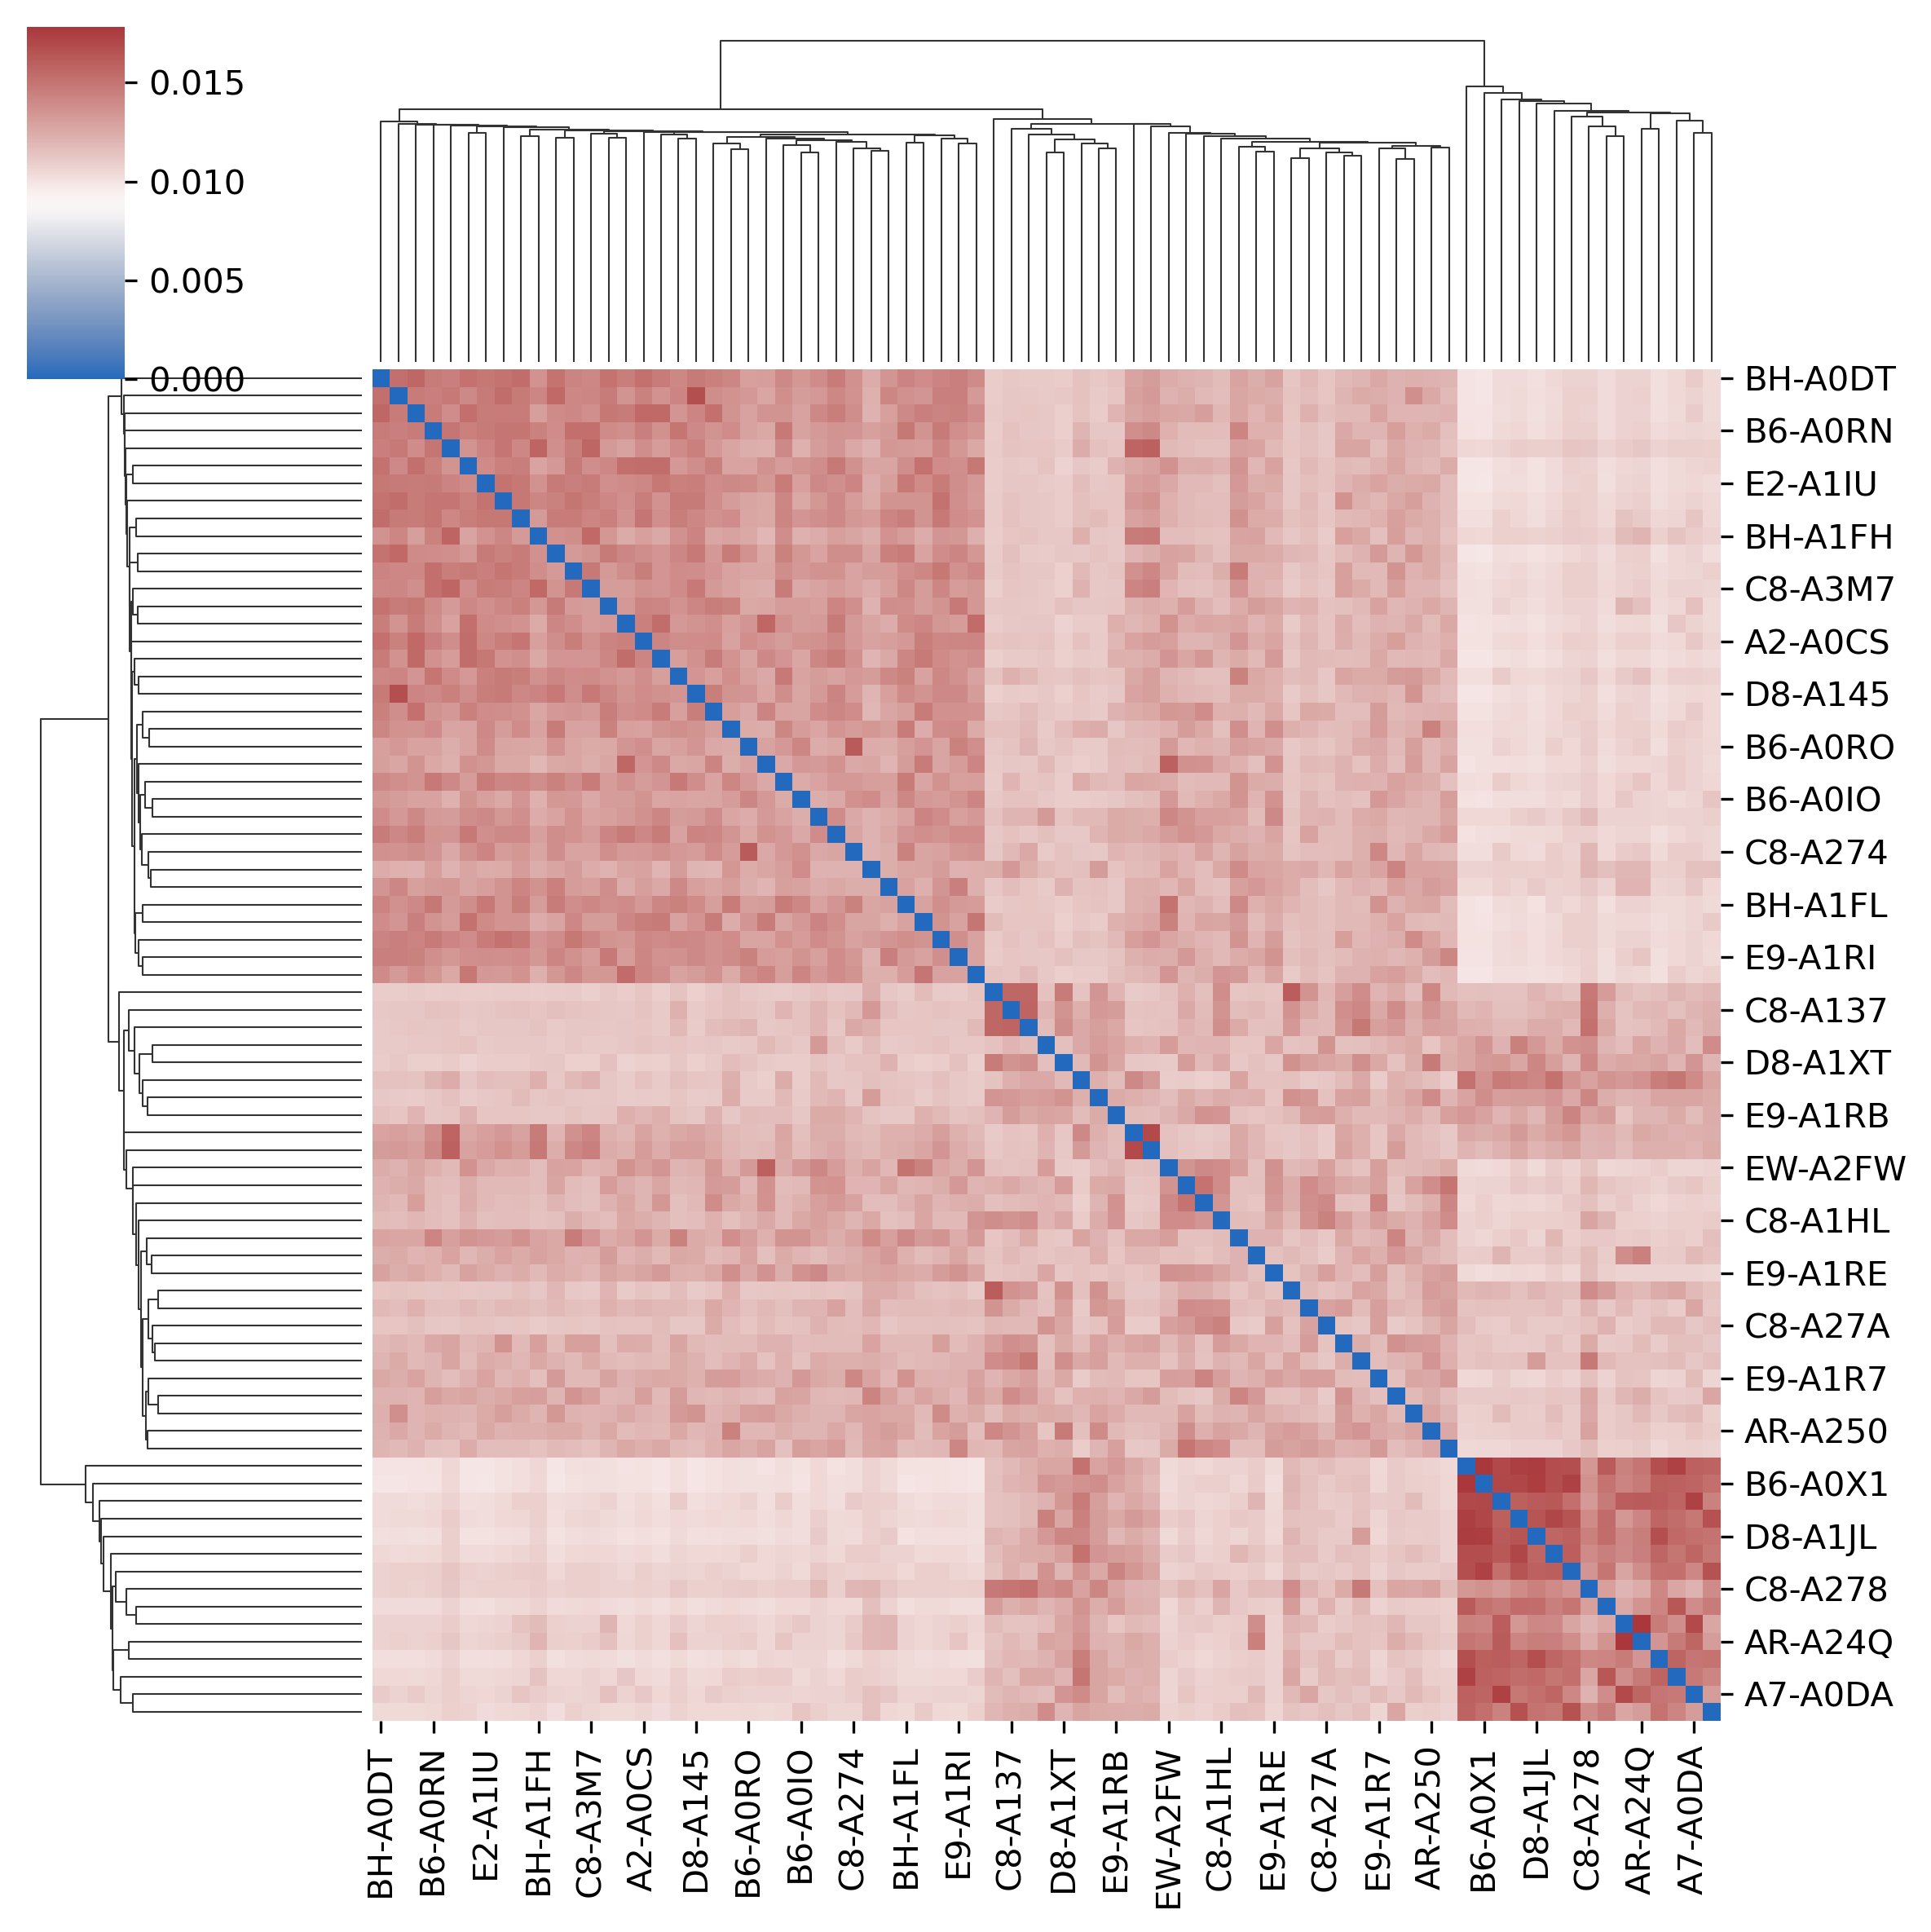 0.015
0.010
0.005
0.000
BH-A0DT
B6-A0RN
E2-A1IU
BH-A1FH
C8-A3M7
A2-A0CS
D8-A145
B6-A0RO
B6-A0IO
C8-A274
BH-A1FL
E9-A1RI
C8-A137
D8-A1XT
E9-A1RB
EW-A2FW
C8-A1HL
E9-A1RE
C8-A27A
E9-A1R7
AR-A250
B6-A0X1
D8-A1JL
C8-A278
AR-A24Q
A7-A0DA
BH-A0DT
B6-A0RN
E2-A1IU
BH-A1FH
C8-A3M7
A2-A0CS
D8-A145
B6-A0RO
B6-A0IO
C8-A274
BH-A1FL
E9-A1RI
C8-A137
D8-A1XT
E9-A1RB
EW-A2FW
C8-A1HL
E9-A1RE
C8-A27A
E9-A1R7
AR-A250
B6-A0X1
D8-A1JL
C8-A278
AR-A24Q
A7-A0DA